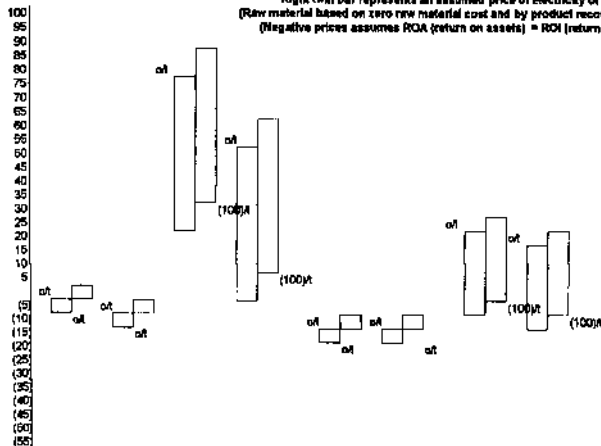 Right twin bar represents an assumed price of electricity of
(Raw material based on zero raw material cost and by product reco
(Negative prices assumes ROA (return on assets) = ROI (return
100
95
90
85
80
75
70
65
60
55
50
45
40
35
30
25
20
15
10
5
(5)
(10)
(15)
(20)
(25)
(30)
(35)
(40)
(45)
(50)
(55)
o/t
o/t
o/t
o/t
o/t
(100)/t
o/t
(100)/t
o/t
o/t
o/t
o/t
o/t
o/t
(100)/t
(100)/t